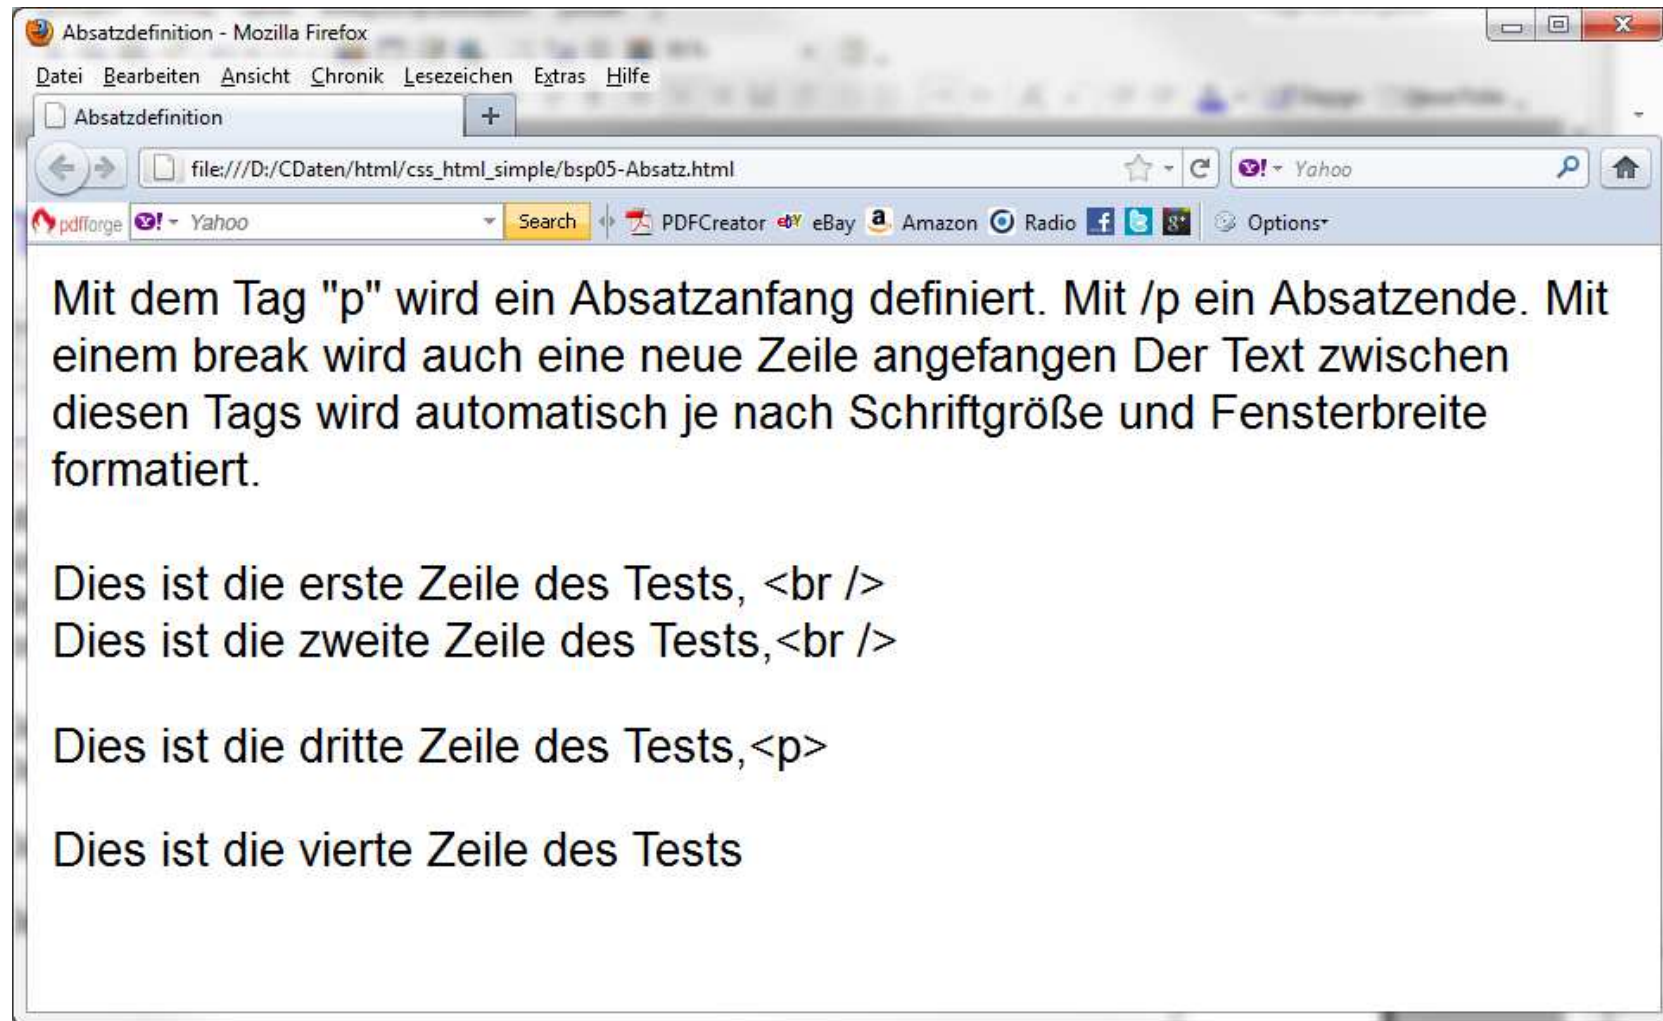 Absatzdefinition - Mozilla Firefox
Datei Bearbeiten Ansicht Chronik Lesezeichen Extras Hilfe
Absatzdefinition +
file:///D:/CDaten/html/css_html_simple/bsp05-Absatz.html Yahoo
pdfforge Yahoo Search PDFCreator eBay Amazon Radio Options
Mit dem Tag "p" wird ein Absatzanfang definiert. Mit /p ein Absatzende. Mit
einem break wird auch eine neue Zeile angefangen Der Text zwischen
diesen Tags wird automatisch je nach Schriftgröße und Fensterbreite
formatiert.
Dies ist die erste Zeile des Tests, <br />
Dies ist die zweite Zeile des Tests,<br />
Dies ist die dritte Zeile des Tests,<p>
Dies ist die vierte Zeile des Tests